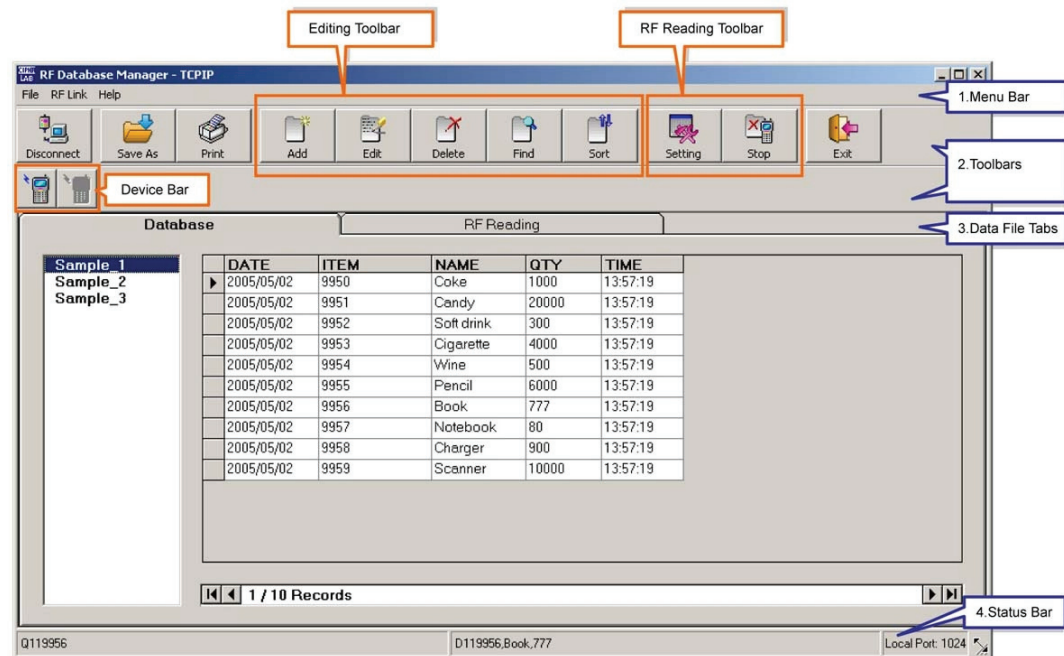 Editing Toolbar
RF Reading Toolbar
RF Database Manager - TCPIP
File RF Link Help
1.Menu Bar
Disconnect Save As Print Add Edit Delete Find Sort Setting Stop Exit
2.Toolbars
Device Bar
Database RF Reading
3.Data File Tabs
Sample_1
Sample_2
Sample_3
DATE ITEM NAME QTY TIME
2005/05/02 9950 Coke 1000 13:57:19
2005/05/02 9951 Candy 20000 13:57:19
2005/05/02 9952 Soft drink 300 13:57:19
2005/05/02 9953 Cigarette 4000 13:57:19
2005/05/02 9954 Wine 500 13:57:19
2005/05/02 9955 Pencil 6000 13:57:19
2005/05/02 9956 Book 777 13:57:19
2005/05/02 9957 Notebook 80 13:57:19
2005/05/02 9958 Charger 900 13:57:19
2005/05/02 9959 Scanner 10000 13:57:19
1 / 10 Records
4.Status Bar
Q119956 D119956,Book,777 Local Port: 1024